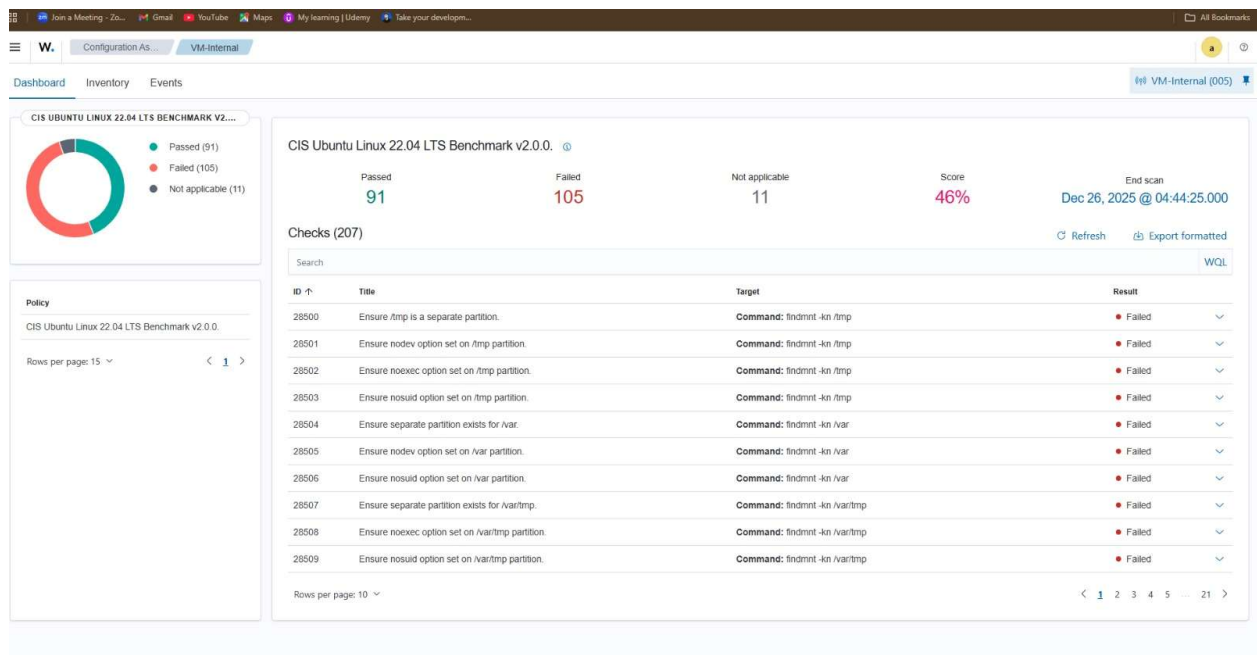 Join a Meeting - Zo... Gmail YouTube Maps My learning | Udemy Take your developm... All Bookmarks
W. Configuration As... VM-Internal a
Dashboard Inventory Events VM-Internal (005)
CIS UBUNTU LINUX 22.04 LTS BENCHMARK V2....
Passed (91)
Failed (105)
Not applicable (11)
Policy
CIS Ubuntu Linux 22.04 LTS Benchmark v2.0.0.
Rows per page: 15 < 1 >
CIS Ubuntu Linux 22.04 LTS Benchmark v2.0.0.
Passed Failed Not applicable Score End scan
91 105 11 46% Dec 26, 2025 @ 04:44:25.000
Checks (207) Refresh Export formatted
Search WQL
ID ↑ Title Target Result
28500 Ensure /tmp is a separate partition. Command: findmnt -kn /tmp Failed
28501 Ensure nodev option set on /tmp partition. Command: findmnt -kn /tmp Failed
28502 Ensure noexec option set on /tmp partition. Command: findmnt -kn /tmp Failed
28503 Ensure nosuid option set on /tmp partition. Command: findmnt -kn /tmp Failed
28504 Ensure separate partition exists for /var. Command: findmnt -kn /var Failed
28505 Ensure nodev option set on /var partition. Command: findmnt -kn /var Failed
28506 Ensure nosuid option set on /var partition. Command: findmnt -kn /var Failed
28507 Ensure separate partition exists for /var/tmp. Command: findmnt -kn /var/tmp Failed
28508 Ensure noexec option set on /var/tmp partition. Command: findmnt -kn /var/tmp Failed
28509 Ensure nosuid option set on /var/tmp partition. Command: findmnt -kn /var/tmp Failed
Rows per page: 10 < 1 2 3 4 5 ... 21 >